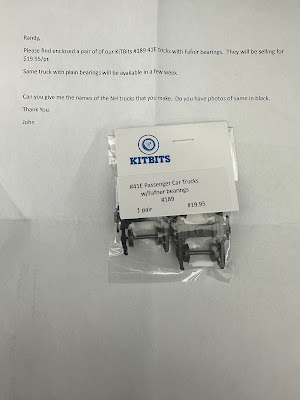 Randy,
Please find enclosed a pair of of our KITBits #189 41E trucks with Fafnir bearings. They will be selling for
$19.95/pr.
Same truck with plain bearings will be available in a few week.
Can you give me the names of the NH trucks that you make. Do you have photos of same in black.
Thank You.
John
KITBITS
#41E Passenger Car Trucks
w/Fafner bearings
#189
1 pair $19.95